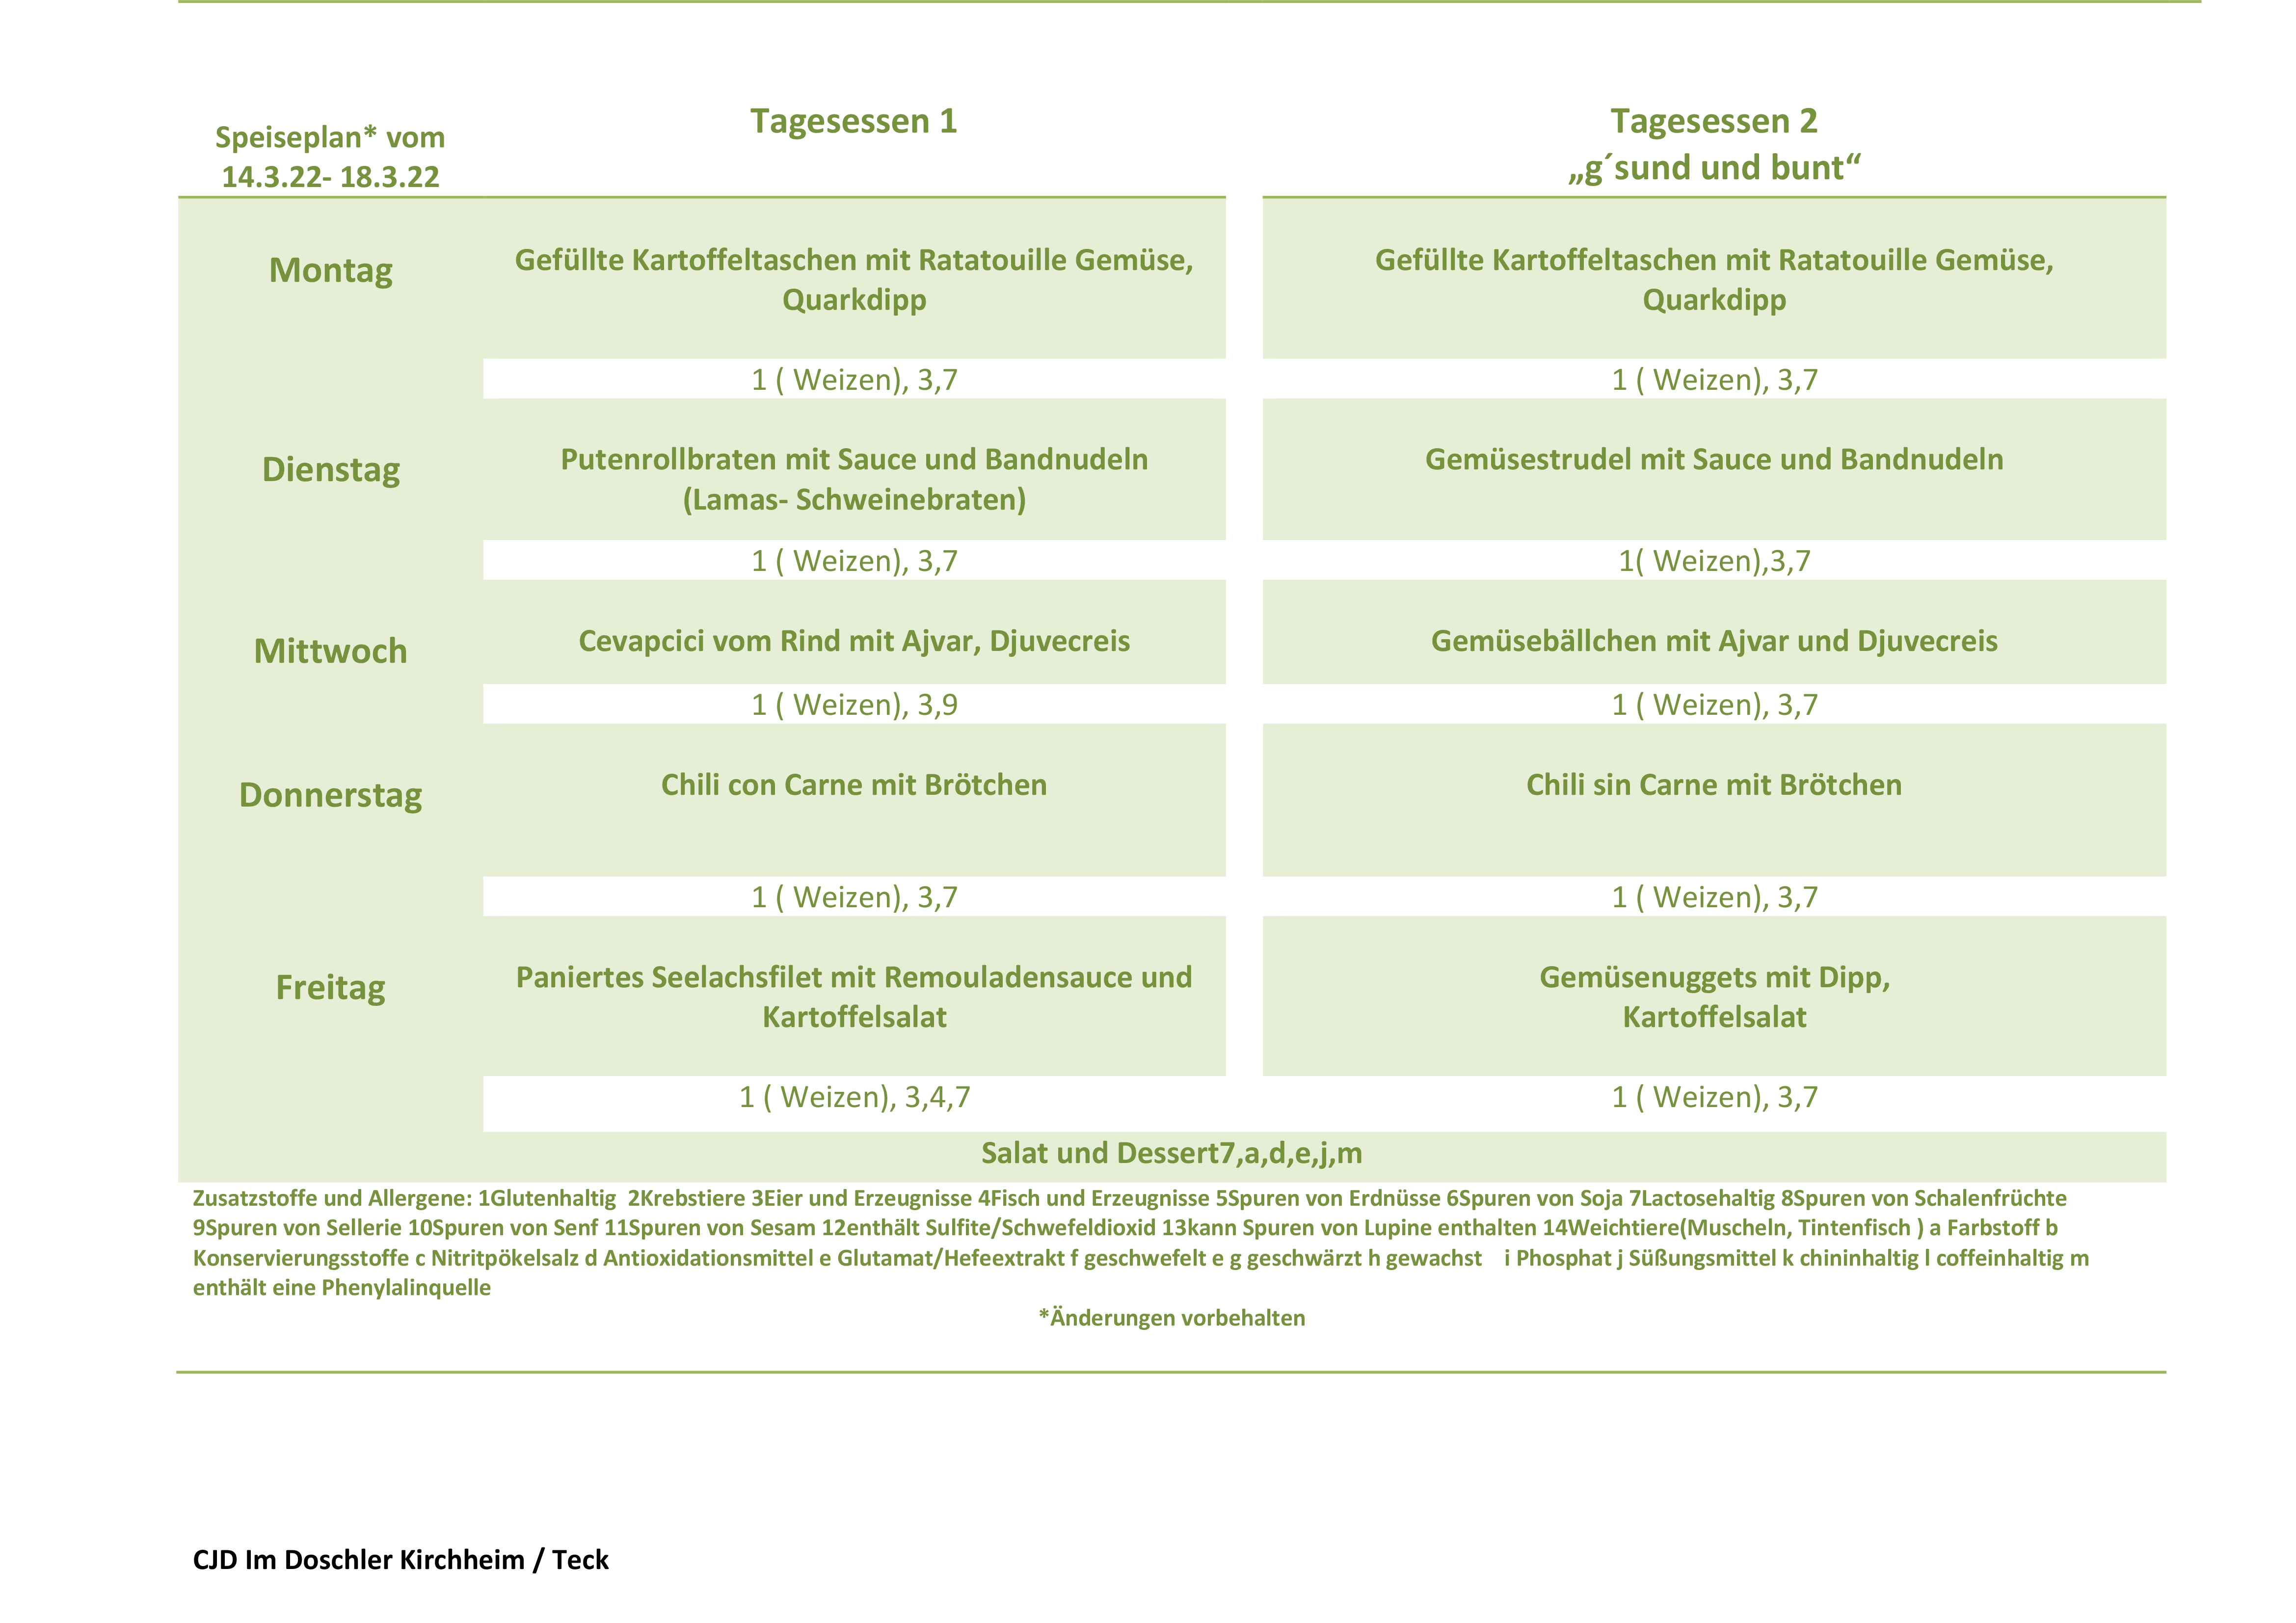 Speiseplan* vom
14.3.22- 18.3.22
Tagesessen 1
Tagesessen 2
„g´sund und bunt“
Montag
Gefüllte Kartoffeltaschen mit Ratatouille Gemüse,
Quarkdipp
Gefüllte Kartoffeltaschen mit Ratatouille Gemüse,
Quarkdipp
1 ( Weizen), 3,7
1 ( Weizen), 3,7
Dienstag
Putenrollbraten mit Sauce und Bandnudeln
(Lamas- Schweinebraten)
Gemüsestrudel mit Sauce und Bandnudeln
1 ( Weizen), 3,7
1( Weizen),3,7
Mittwoch
Cevapcici vom Rind mit Ajvar, Djuvecreis
Gemüsebällchen mit Ajvar und Djuvecreis
1 ( Weizen), 3,9
1 ( Weizen), 3,7
Donnerstag
Chili con Carne mit Brötchen
Chili sin Carne mit Brötchen
1 ( Weizen), 3,7
1 ( Weizen), 3,7
Freitag
Paniertes Seelachsfilet mit Remouladensauce und
Kartoffelsalat
Gemüsenuggets mit Dipp,
Kartoffelsalat
1 ( Weizen), 3,4,7
1 ( Weizen), 3,7
Salat und Dessert7,a,d,e,j,m
Zusatzstoffe und Allergene: 1Glutenhaltig  2Krebstiere 3Eier und Erzeugnisse 4Fisch und Erzeugnisse 5Spuren von Erdnüsse 6Spuren von Soja 7Lactosehaltig 8Spuren von Schalenfrüchte
9Spuren von Sellerie 10Spuren von Senf 11Spuren von Sesam 12enthält Sulfite/Schwefeldioxid 13kann Spuren von Lupine enthalten 14Weichtiere(Muscheln, Tintenfisch ) a Farbstoff b
Konservierungsstoffe c Nitritpökelsalz d Antioxidationsmittel e Glutamat/Hefeextrakt f geschwefelt e g geschwärzt h gewachst    i Phosphat j Süßungsmittel k chininhaltig l coffeinhaltig m
enthält eine Phenylalinquelle
*Änderungen vorbehalten
CJD Im Doschler Kirchheim / Teck